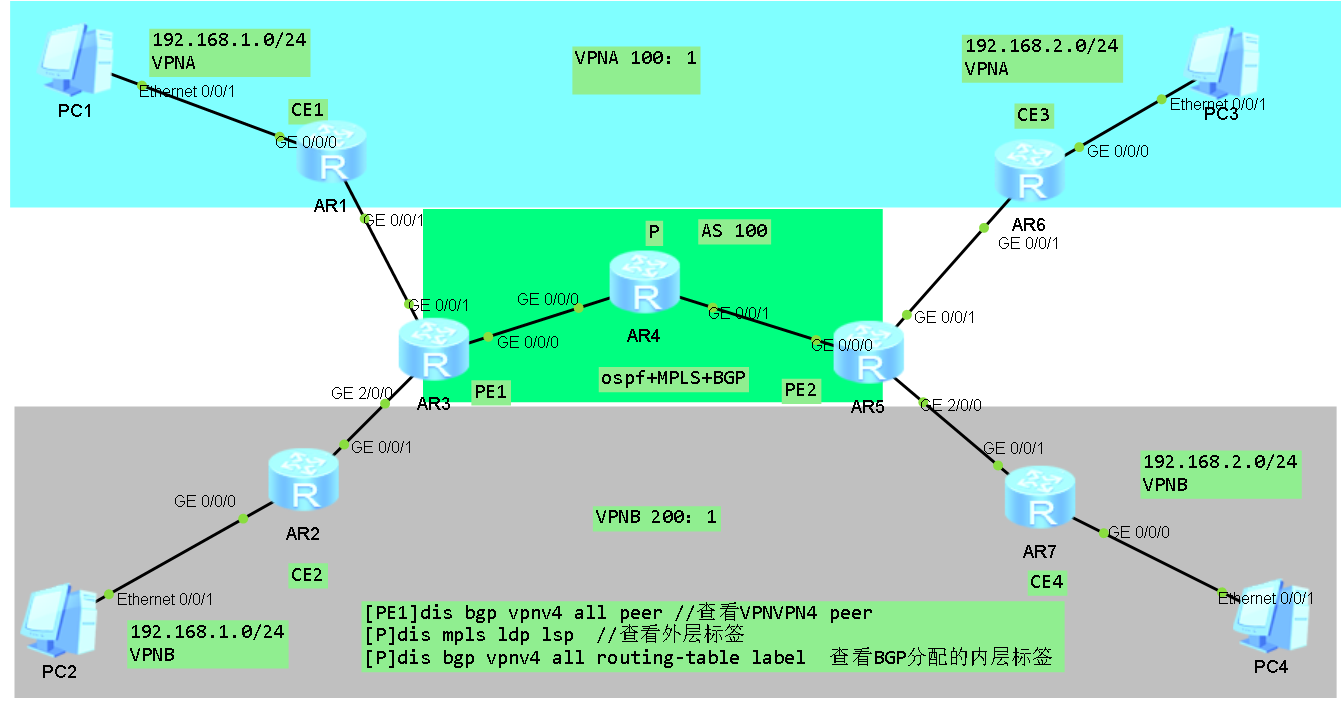 192.168.1.0/24
VPNA
VPNA 100：1
192.168.2.0/24
VPNA
PC1
Ethernet 0/0/1
CE1
GE 0/0/0
AR1
GE 0/0/1
Ethernet 0/0/1
PC3
CE3
GE 0/0/0
AR6
GE 0/0/1
P
AS 100
GE 0/0/1
GE 0/0/0
AR4
GE 0/0/1
GE 0/0/1
GE 0/0/0
GE 0/0/0
ospf+MPLS+BGP
GE 2/0/0
AR3
PE1
PE2
AR5
GE 2/0/0
GE 0/0/1
GE 0/0/1
GE 0/0/0
AR2
CE2
VPNB 200：1
192.168.2.0/24
VPNB
GE 0/0/0
AR7
CE4
Ethernet 0/0/1
192.168.1.0/24
VPNB
PC2
[PE1]dis bgp vpnv4 all peer //查看VPNVPN4 peer
[P]dis mpls ldp lsp  //查看外层标签
[P]dis bgp vpnv4 all routing-table label  查看BGP分配的内层标签
Ethernet 0/0/1
PC4